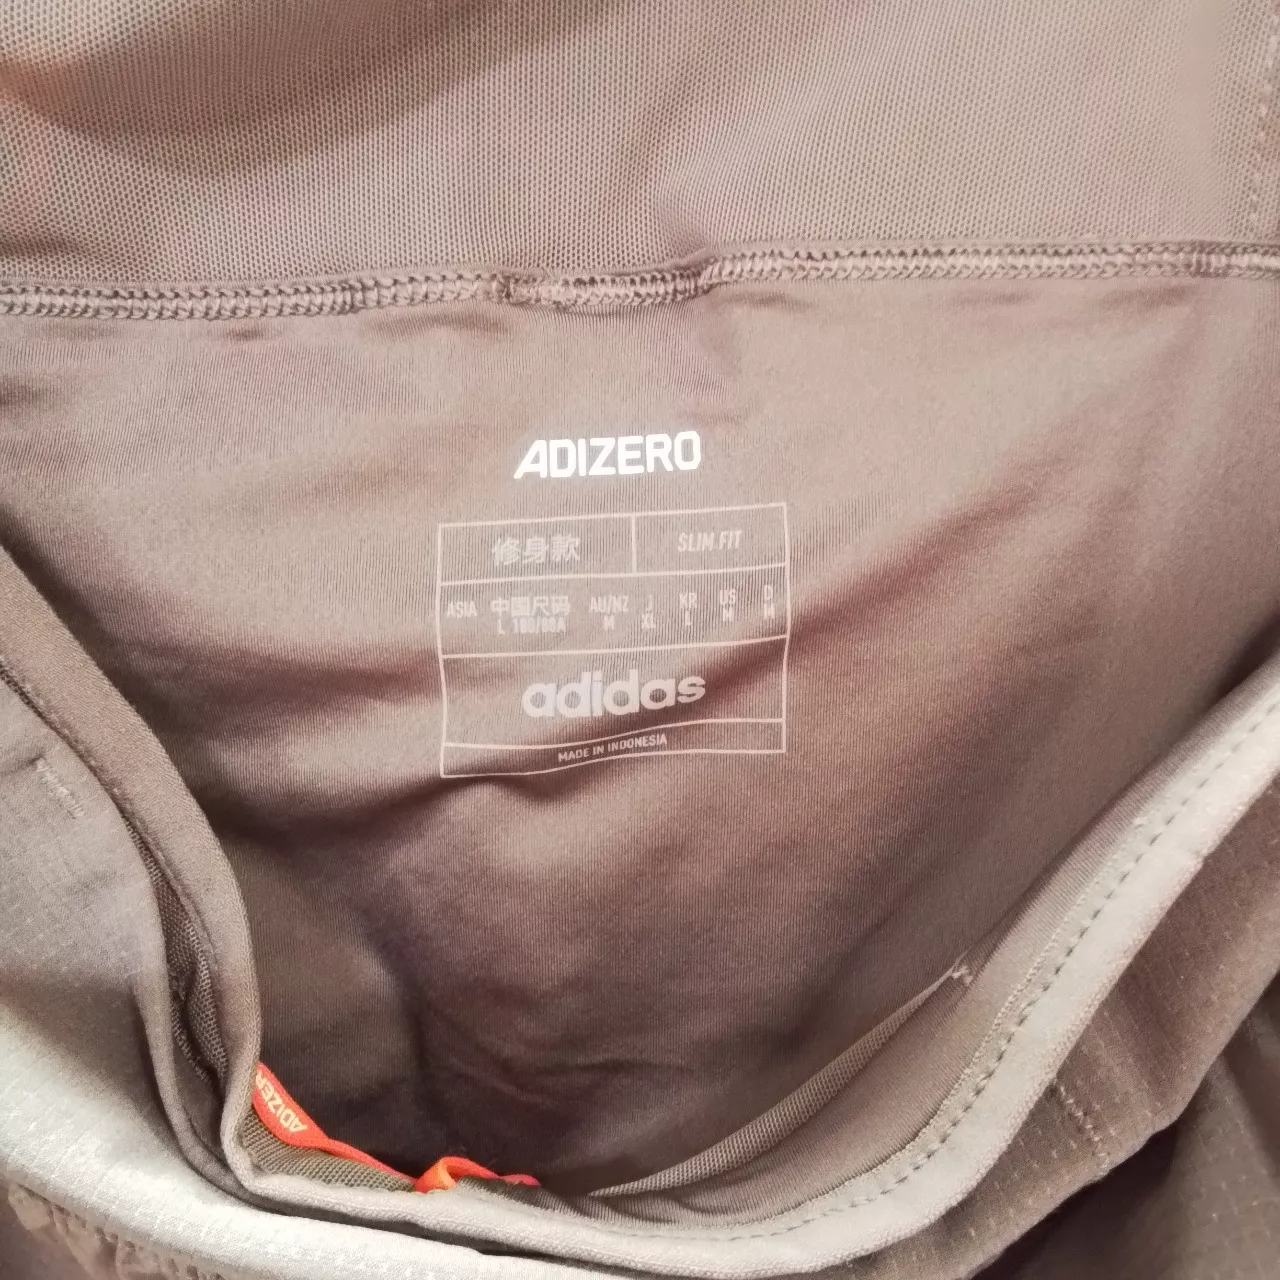 ADIZERO
修身款 SLIM FIT
ASIA 中国尺码 AU/NZ J KR US D
L M XL L M M
adidas
MADE IN INDONESIA
ADIZER